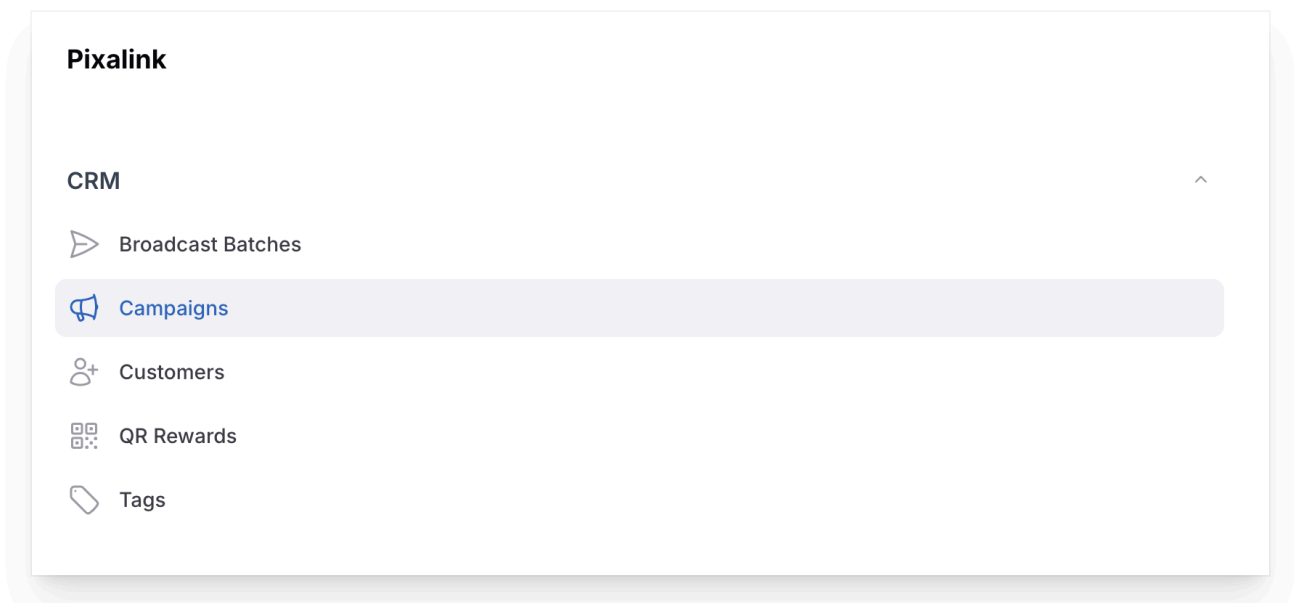 Pixalink
CRM
Broadcast Batches
Campaigns
Customers
QR Rewards
Tags